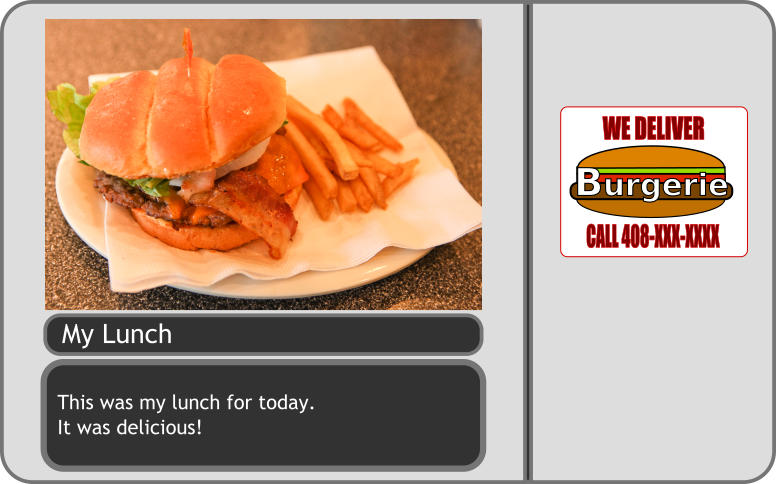 My Lunch
This was my lunch for today.
It was delicious!
WE DELIVER
Burgerie
CALL 408-XXX-XXXX